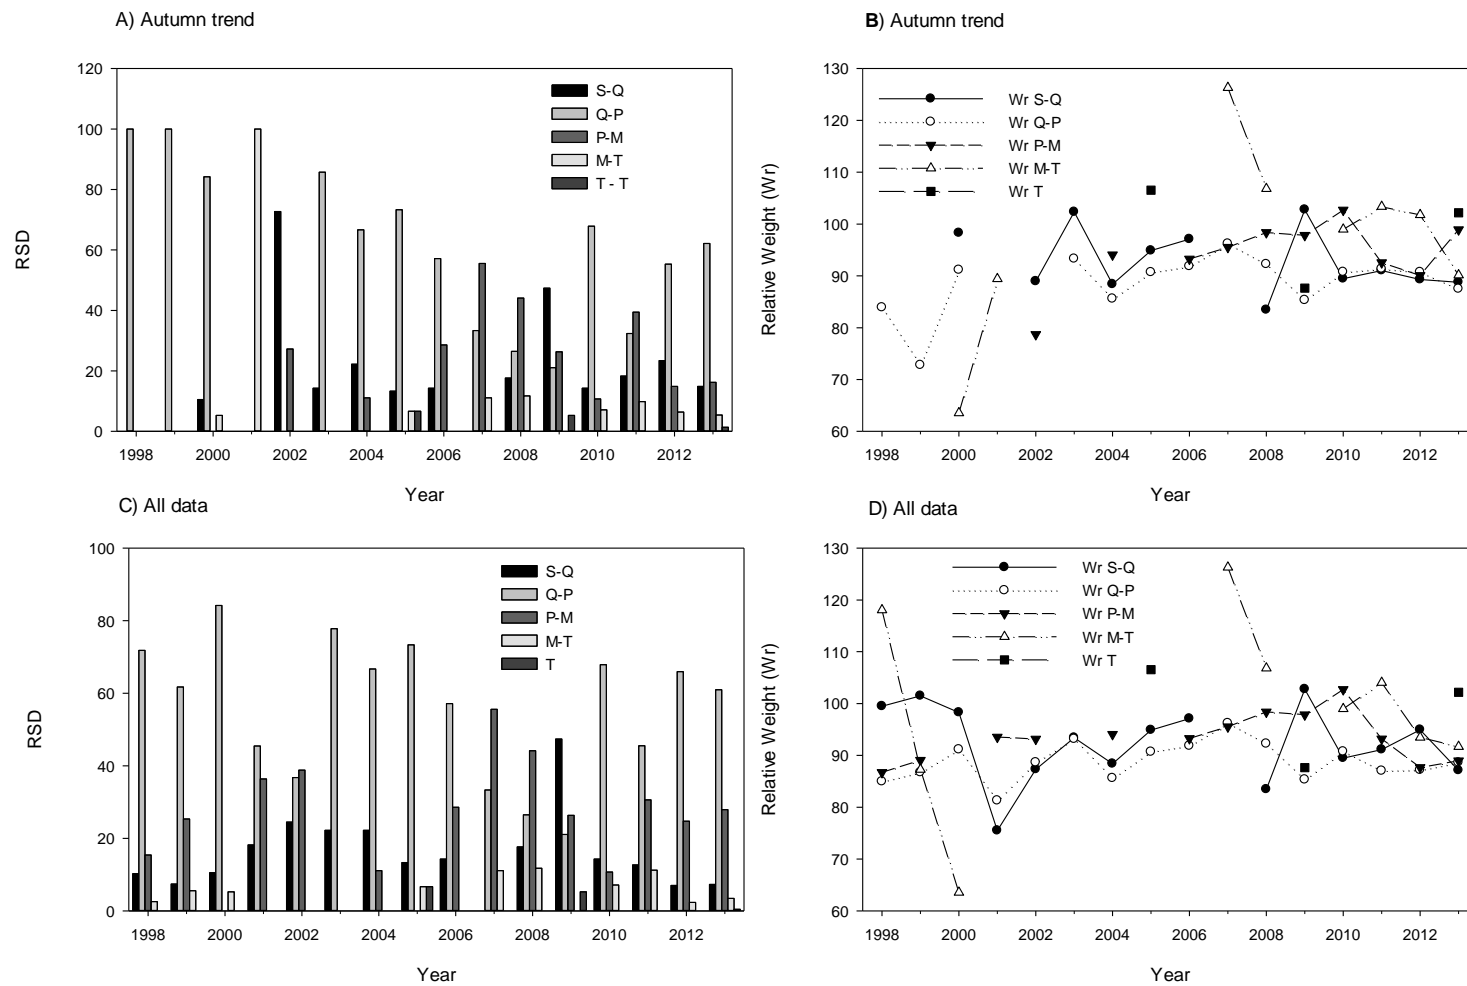 A) Autumn trend
RSD
120
100
80
60
40
20
0
S-Q
Q-P
P-M
M-T
T - T
1998
2000
2002
2004
2006
2008
2010
2012
Year
B) Autumn trend
Relative Weight (Wr)
130
120
110
100
90
80
70
60
Wr S-Q
Wr Q-P
Wr P-M
Wr M-T
Wr T
1998
2000
2002
2004
2006
2008
2010
2012
Year
C) All data
RSD
100
80
60
40
20
0
S-Q
Q-P
P-M
M-T
T
1998
2000
2002
2004
2006
2008
2010
2012
Year
D) All data
Relative Weight (Wr)
130
120
110
100
90
80
70
60
Wr S-Q
Wr Q-P
Wr P-M
Wr M-T
Wr T
1998
2000
2002
2004
2006
2008
2010
2012
Year